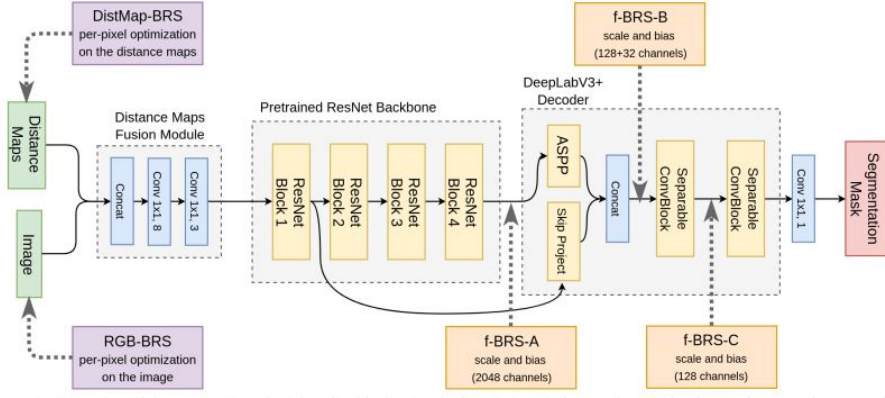 DistMap-BRS
per-pixel optimization
on the distance maps
f-BRS-B
scale and bias
(128+32 channels)
Distance
Maps
Image
Distance Maps
Fusion Module
Concat
Conv 1x1, 8
Conv 1x1, 3
Pretrained ResNet Backbone
ResNet
Block 1
ResNet
Block 2
ResNet
Block 3
ResNet
Block 4
DeepLabV3+
Decoder
ASPP
Skip Project
Concat
Separable
ConvBlock
Separable
ConvBlock
Conv 1x1, 1
Segmentation
Mask
RGB-BRS
per-pixel optimization
on the image
f-BRS-A
scale and bias
(2048 channels)
f-BRS-C
scale and bias
(128 channels)